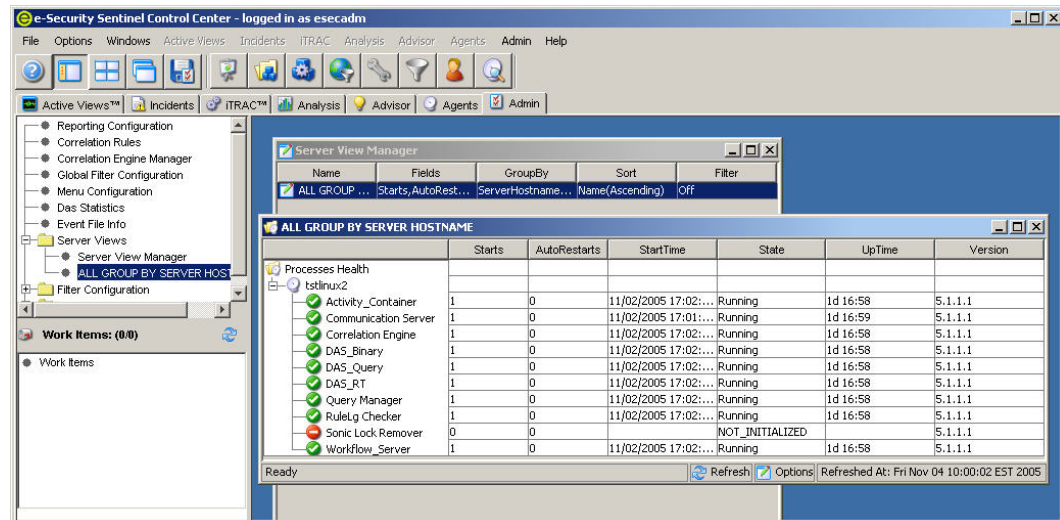 e-Security Sentinel Control Center - logged in as esecadm
File Options Windows Active Views Incidents iTRAC Analysis Advisor Agents Admin Help
Active Views™ Incidents iTRAC™ Analysis Advisor Agents Admin
Reporting Configuration
Correlation Rules
Correlation Engine Manager
Global Filter Configuration
Menu Configuration
Das Statistics
Event File Info
Server Views
Server View Manager
ALL GROUP BY SERVER HOST
Filter Configuration
Work Items: (0/0)
Work Items
Server View Manager
Name Fields GroupBy Sort Filter
ALL GROUP ... Starts,AutoRest... ServerHostname... Name(Ascending) Off
ALL GROUP BY SERVER HOSTNAME
Starts AutoRestarts StartTime State UpTime Version
Processes Health
tstlinux2
Activity_Container 1 0 11/02/2005 17:02:... Running 1d 16:58 5.1.1.1
Communication Server 1 0 11/02/2005 17:01:... Running 1d 16:59 5.1.1.1
Correlation Engine 1 0 11/02/2005 17:02:... Running 1d 16:58 5.1.1.1
DAS_Binary 1 0 11/02/2005 17:02:... Running 1d 16:58 5.1.1.1
DAS_Query 1 0 11/02/2005 17:02:... Running 1d 16:58 5.1.1.1
DAS_RT 1 0 11/02/2005 17:02:... Running 1d 16:58 5.1.1.1
Query Manager 1 0 11/02/2005 17:02:... Running 1d 16:58 5.1.1.1
RuleLg Checker 1 0 11/02/2005 17:02:... Running 1d 16:58 5.1.1.1
Sonic Lock Remover 0 0 NOT_INITIALIZED 5.1.1.1
Workflow_Server 1 0 11/02/2005 17:02:... Running 1d 16:58 5.1.1.1
Ready Refresh Options Refreshed At: Fri Nov 04 10:00:02 EST 2005